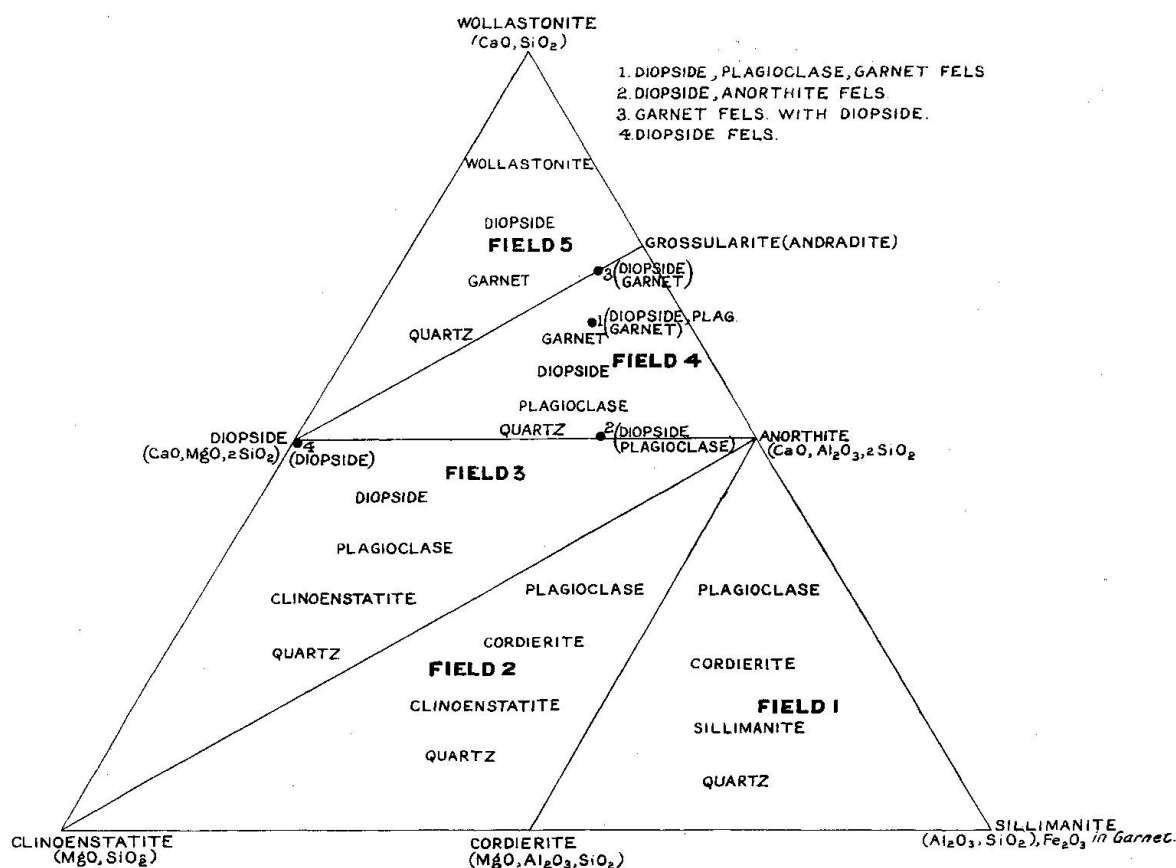 WOLLASTONITE
(CaO, SiO₂)
1. DIOPSIDE, PLAGIOCLASE, GARNET FELS
2. DIOPSIDE, ANORTHITE FELS.
3. GARNET FELS. WITH DIOPSIDE.
4. DIOPSIDE FELS.
WOLLASTONITE
DIOPSIDE
FIELD 5
GARNET
QUARTZ
GROSSULARITE (ANDRADITE)
3 (DIOPSIDE
GARNET)
1 (DIOPSIDE, PLAG.
GARNET)
GARNET
FIELD 4
DIOPSIDE
PLAGIOCLASE
QUARTZ
2 (DIOPSIDE
PLAGIOCLASE)
DIOPSIDE
(CaO, MgO, 2SiO₂)
4
(DIOPSIDE)
ANORTHITE
(CaO, Al₂O₃, 2SiO₂
FIELD 3
DIOPSIDE
PLAGIOCLASE
CLINOENSTATITE
QUARTZ
PLAGIOCLASE
CORDIERITE
FIELD 2
CLINOENSTATITE
QUARTZ
PLAGIOCLASE
CORDIERITE
FIELD 1
SILLIMANITE
QUARTZ
CLINOENSTATITE
(MgO, SiO₂)
CORDIERITE
(MgO, Al₂O₃, SiO₂)
SILLIMANITE
(Al₂O₃, SiO₂), Fe₂O₃ in Garnet.